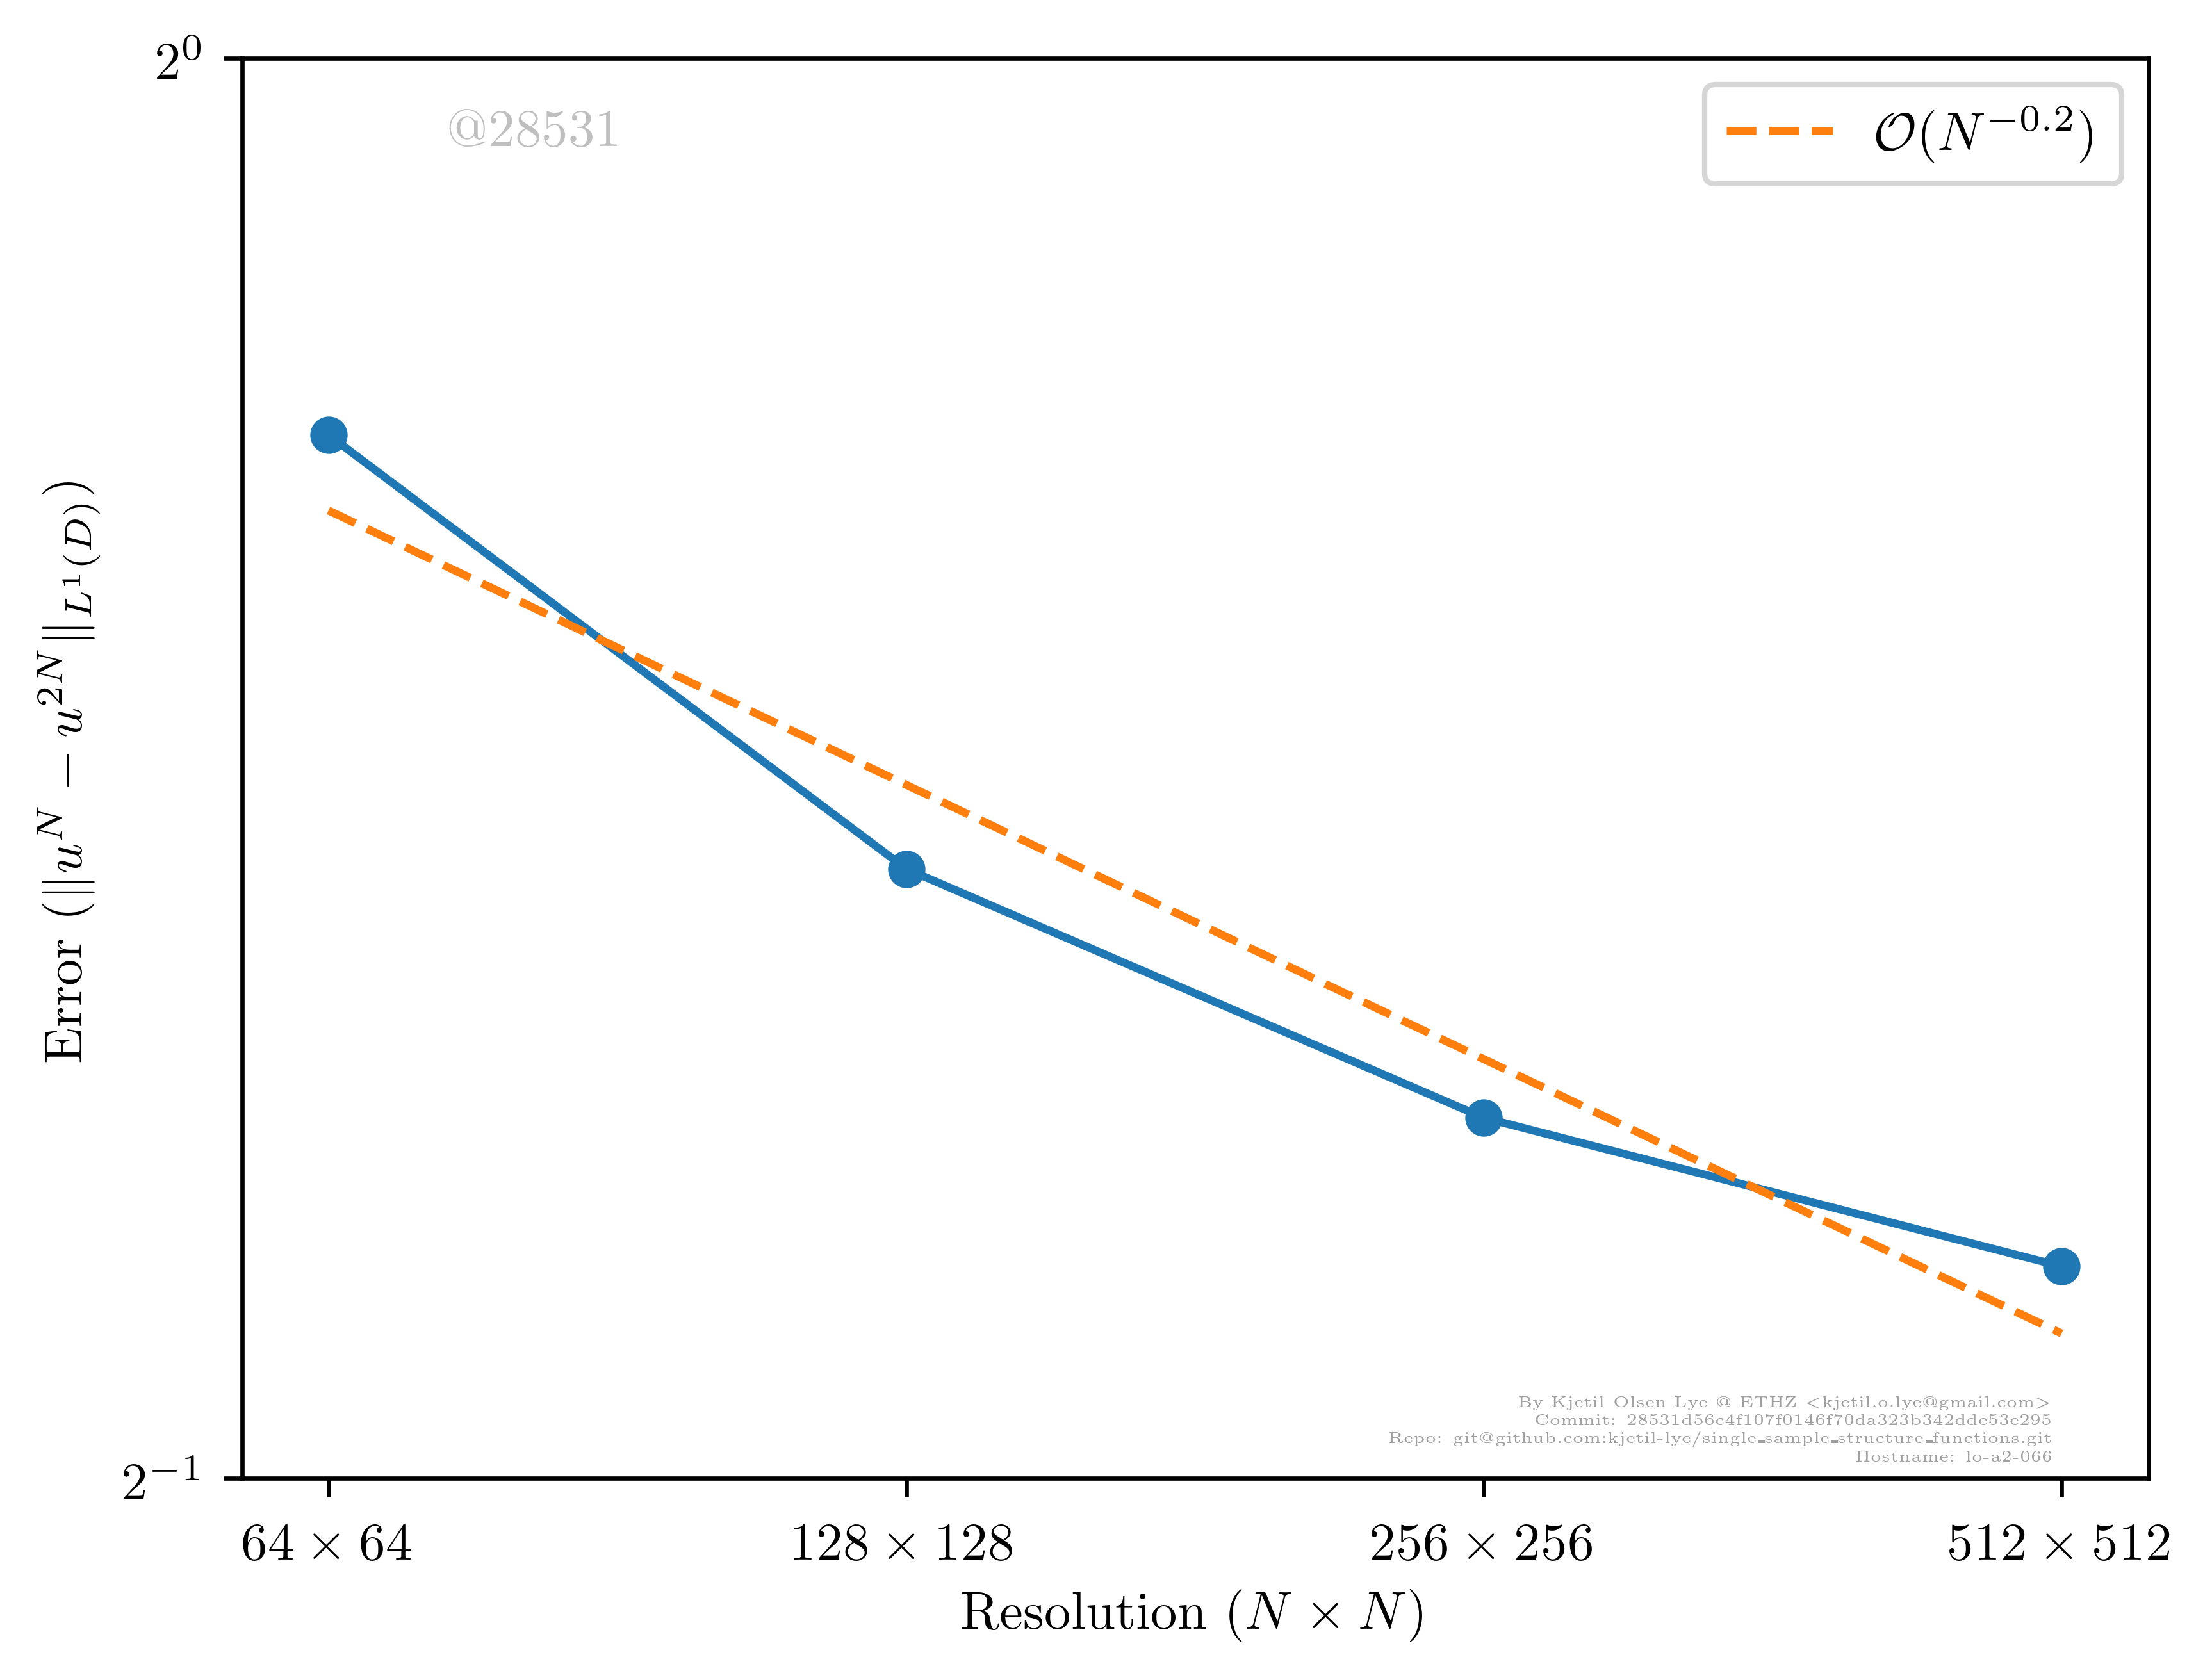 2^0
@28531
O(N^{-0.2})
Error (||u^N − u^{2N}||_{L^1(D)})
By Kjetil Olsen Lye @ ETHZ <kjetil.o.lye@gmail.com>
Commit: 28531d56c4f107f0146f70da323b342dde53e295
Repo: git@github.com:kjetil-lye/single_sample_structure_functions.git
Hostname: lo-a2-066
2^{−1}
64 × 64 128 × 128 256 × 256 512 × 512
Resolution (N × N)